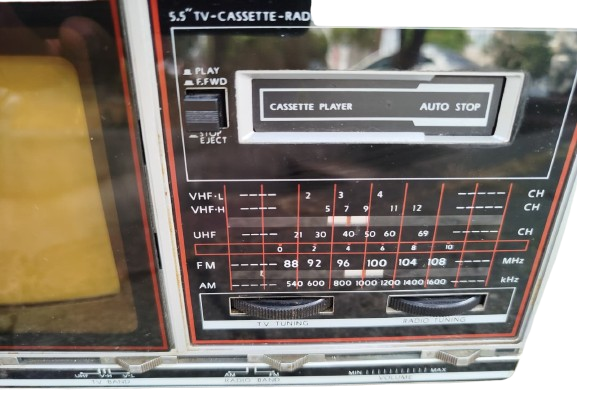 5.5" TV-CASSETTE-RAD
PLAY
F.FWD
STOP
EJECT
CASSETTE PLAYER AUTO STOP
VHF-L 2 3 4 CH
VHF-H 5 7 9 11 12 CH
UHF 21 30 40 50 60 69 CH
0 2 4 6 8 10
FM 88 92 96 100 104 108 MHz
AM 540 600 800 1000 1200 1400 1600 kHz
TV TUNING RADIO TUNING
UHF V-H V-L AM FM MIN MAX
TV BAND RADIO BAND VOLUME